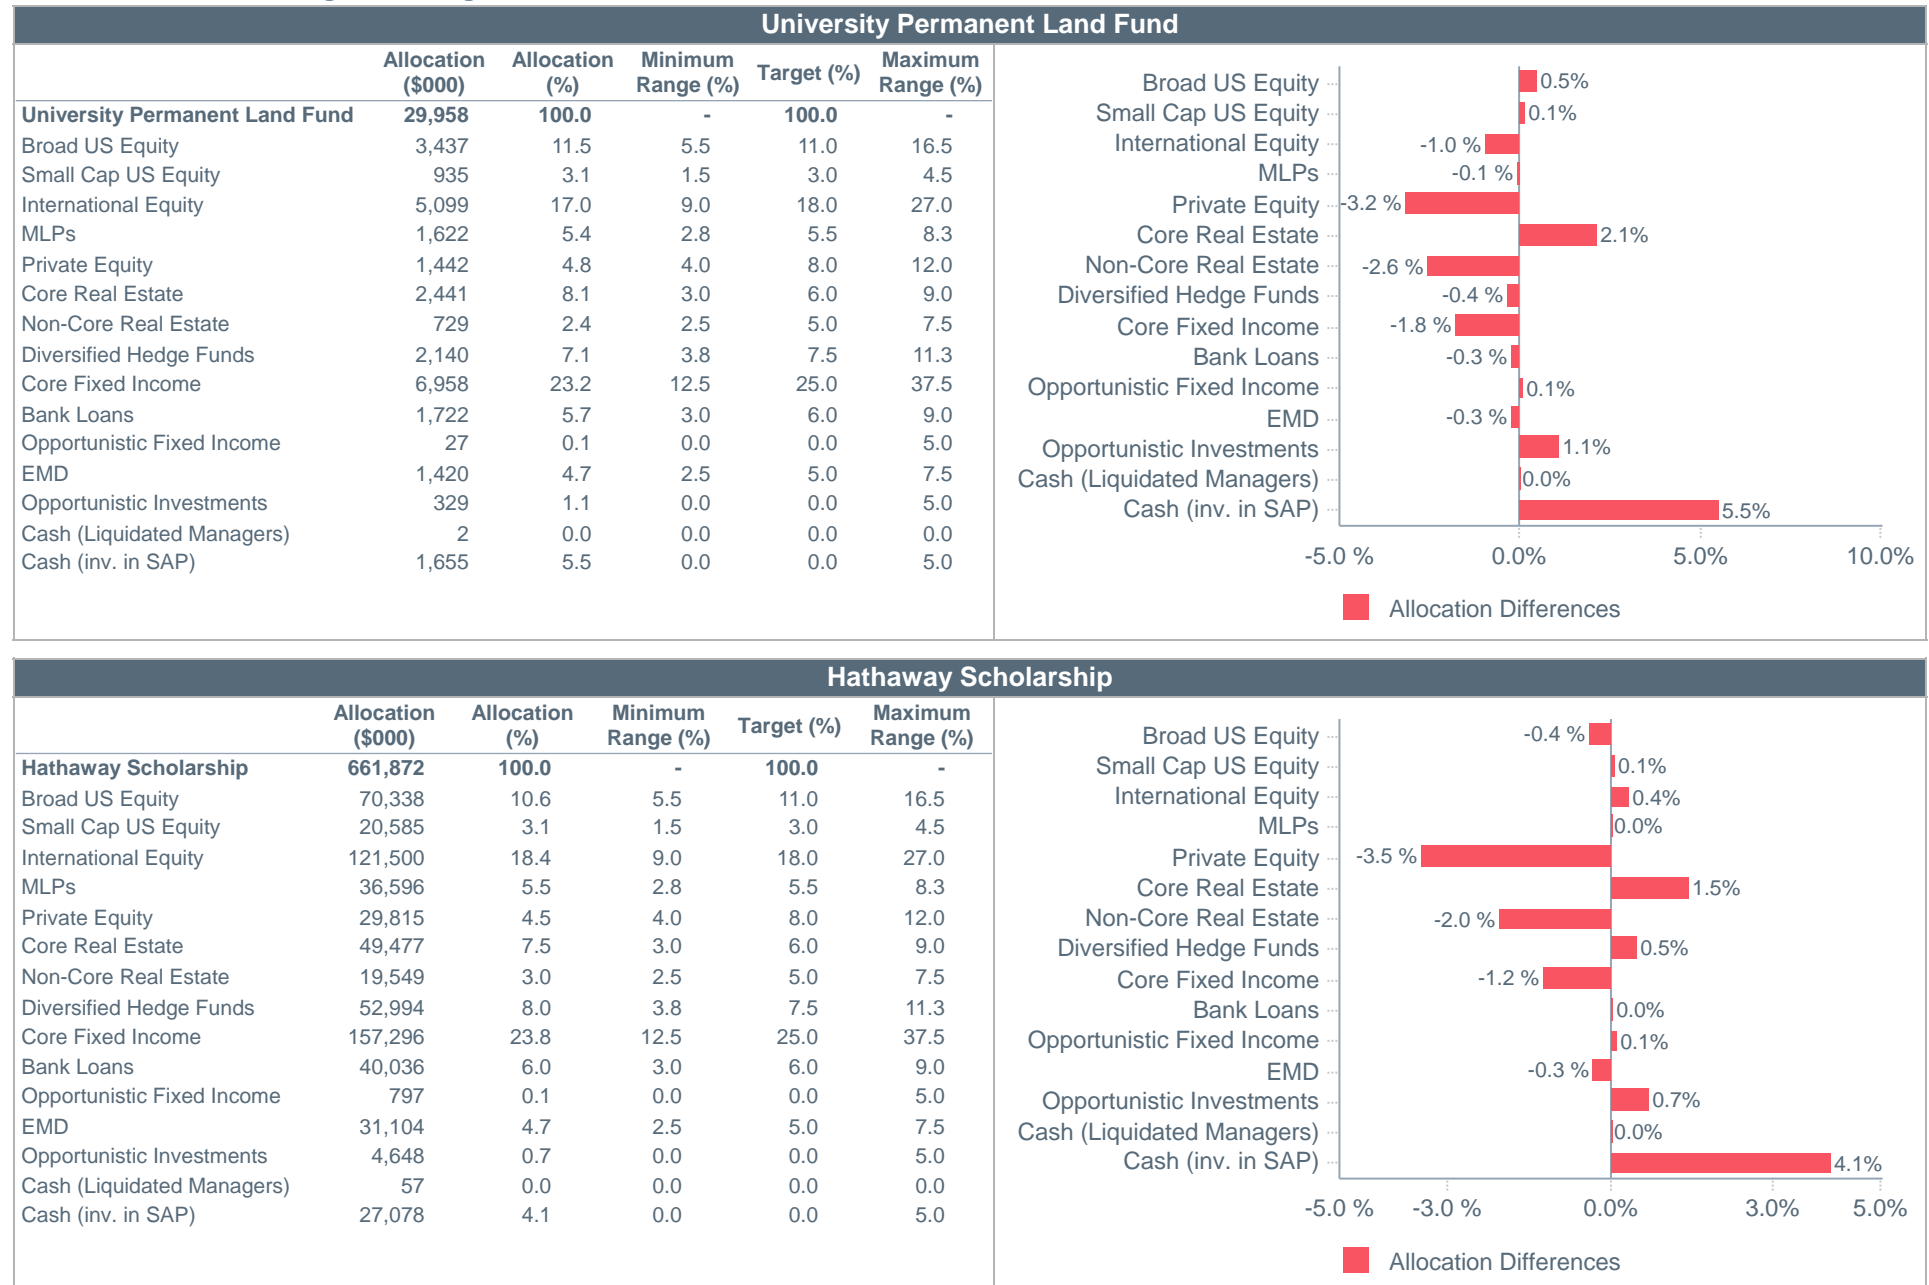 University Permanent Land Fund
Allocation ($000) Allocation (%) Minimum Range (%) Target (%) Maximum Range (%)
University Permanent Land Fund 29,958 100.0 - 100.0 -
Broad US Equity 3,437 11.5 5.5 11.0 16.5
Small Cap US Equity 935 3.1 1.5 3.0 4.5
International Equity 5,099 17.0 9.0 18.0 27.0
MLPs 1,622 5.4 2.8 5.5 8.3
Private Equity 1,442 4.8 4.0 8.0 12.0
Core Real Estate 2,441 8.1 3.0 6.0 9.0
Non-Core Real Estate 729 2.4 2.5 5.0 7.5
Diversified Hedge Funds 2,140 7.1 3.8 7.5 11.3
Core Fixed Income 6,958 23.2 12.5 25.0 37.5
Bank Loans 1,722 5.7 3.0 6.0 9.0
Opportunistic Fixed Income 27 0.1 0.0 0.0 5.0
EMD 1,420 4.7 2.5 5.0 7.5
Opportunistic Investments 329 1.1 0.0 0.0 5.0
Cash (Liquidated Managers) 2 0.0 0.0 0.0 0.0
Cash (inv. in SAP) 1,655 5.5 0.0 0.0 5.0
Broad US Equity 0.5%
Small Cap US Equity 0.1%
International Equity -1.0 %
MLPs -0.1 %
Private Equity -3.2 %
Core Real Estate 2.1%
Non-Core Real Estate -2.6 %
Diversified Hedge Funds -0.4 %
Core Fixed Income -1.8 %
Bank Loans -0.3 %
Opportunistic Fixed Income 0.1%
EMD -0.3 %
Opportunistic Investments 1.1%
Cash (Liquidated Managers) 0.0%
Cash (inv. in SAP) 5.5%
-5.0 % 0.0% 5.0% 10.0%
Allocation Differences
Hathaway Scholarship
Allocation ($000) Allocation (%) Minimum Range (%) Target (%) Maximum Range (%)
Hathaway Scholarship 661,872 100.0 - 100.0 -
Broad US Equity 70,338 10.6 5.5 11.0 16.5
Small Cap US Equity 20,585 3.1 1.5 3.0 4.5
International Equity 121,500 18.4 9.0 18.0 27.0
MLPs 36,596 5.5 2.8 5.5 8.3
Private Equity 29,815 4.5 4.0 8.0 12.0
Core Real Estate 49,477 7.5 3.0 6.0 9.0
Non-Core Real Estate 19,549 3.0 2.5 5.0 7.5
Diversified Hedge Funds 52,994 8.0 3.8 7.5 11.3
Core Fixed Income 157,296 23.8 12.5 25.0 37.5
Bank Loans 40,036 6.0 3.0 6.0 9.0
Opportunistic Fixed Income 797 0.1 0.0 0.0 5.0
EMD 31,104 4.7 2.5 5.0 7.5
Opportunistic Investments 4,648 0.7 0.0 0.0 5.0
Cash (Liquidated Managers) 57 0.0 0.0 0.0 0.0
Cash (inv. in SAP) 27,078 4.1 0.0 0.0 5.0
Broad US Equity -0.4 %
Small Cap US Equity 0.1%
International Equity 0.4%
MLPs 0.0%
Private Equity -3.5 %
Core Real Estate 1.5%
Non-Core Real Estate -2.0 %
Diversified Hedge Funds 0.5%
Core Fixed Income -1.2 %
Bank Loans 0.0%
Opportunistic Fixed Income 0.1%
EMD -0.3 %
Opportunistic Investments 0.7%
Cash (Liquidated Managers) 0.0%
Cash (inv. in SAP) 4.1%
-5.0 % -3.0 % 0.0% 3.0% 5.0%
Allocation Differences